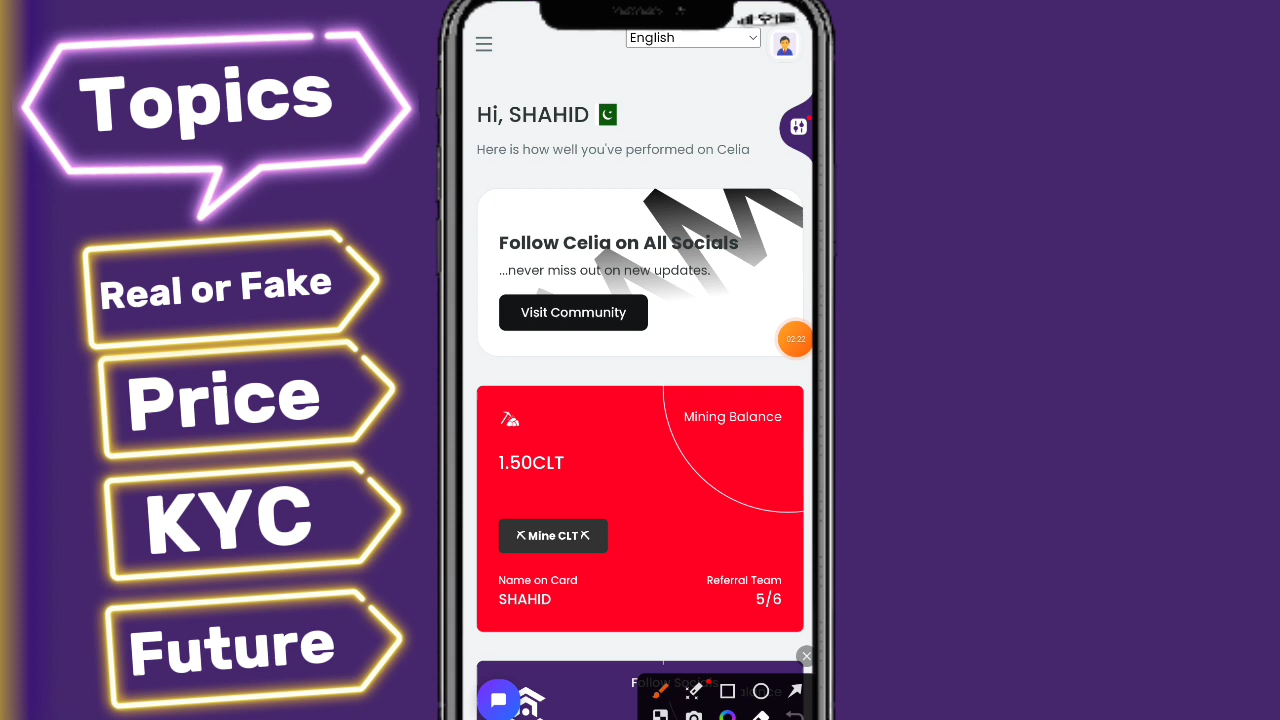 Topics
Real or Fake
Price
KYC
Future
English
Hi, SHAHID
Here is how well you've performed on Celia
Follow Celia on All Socials
...never miss out on new updates.
Visit Community
02:22
Mining Balance
1.50CLT
Mine CLT
Name on Card
Referral Team
SHAHID
5/6
Follow Socials